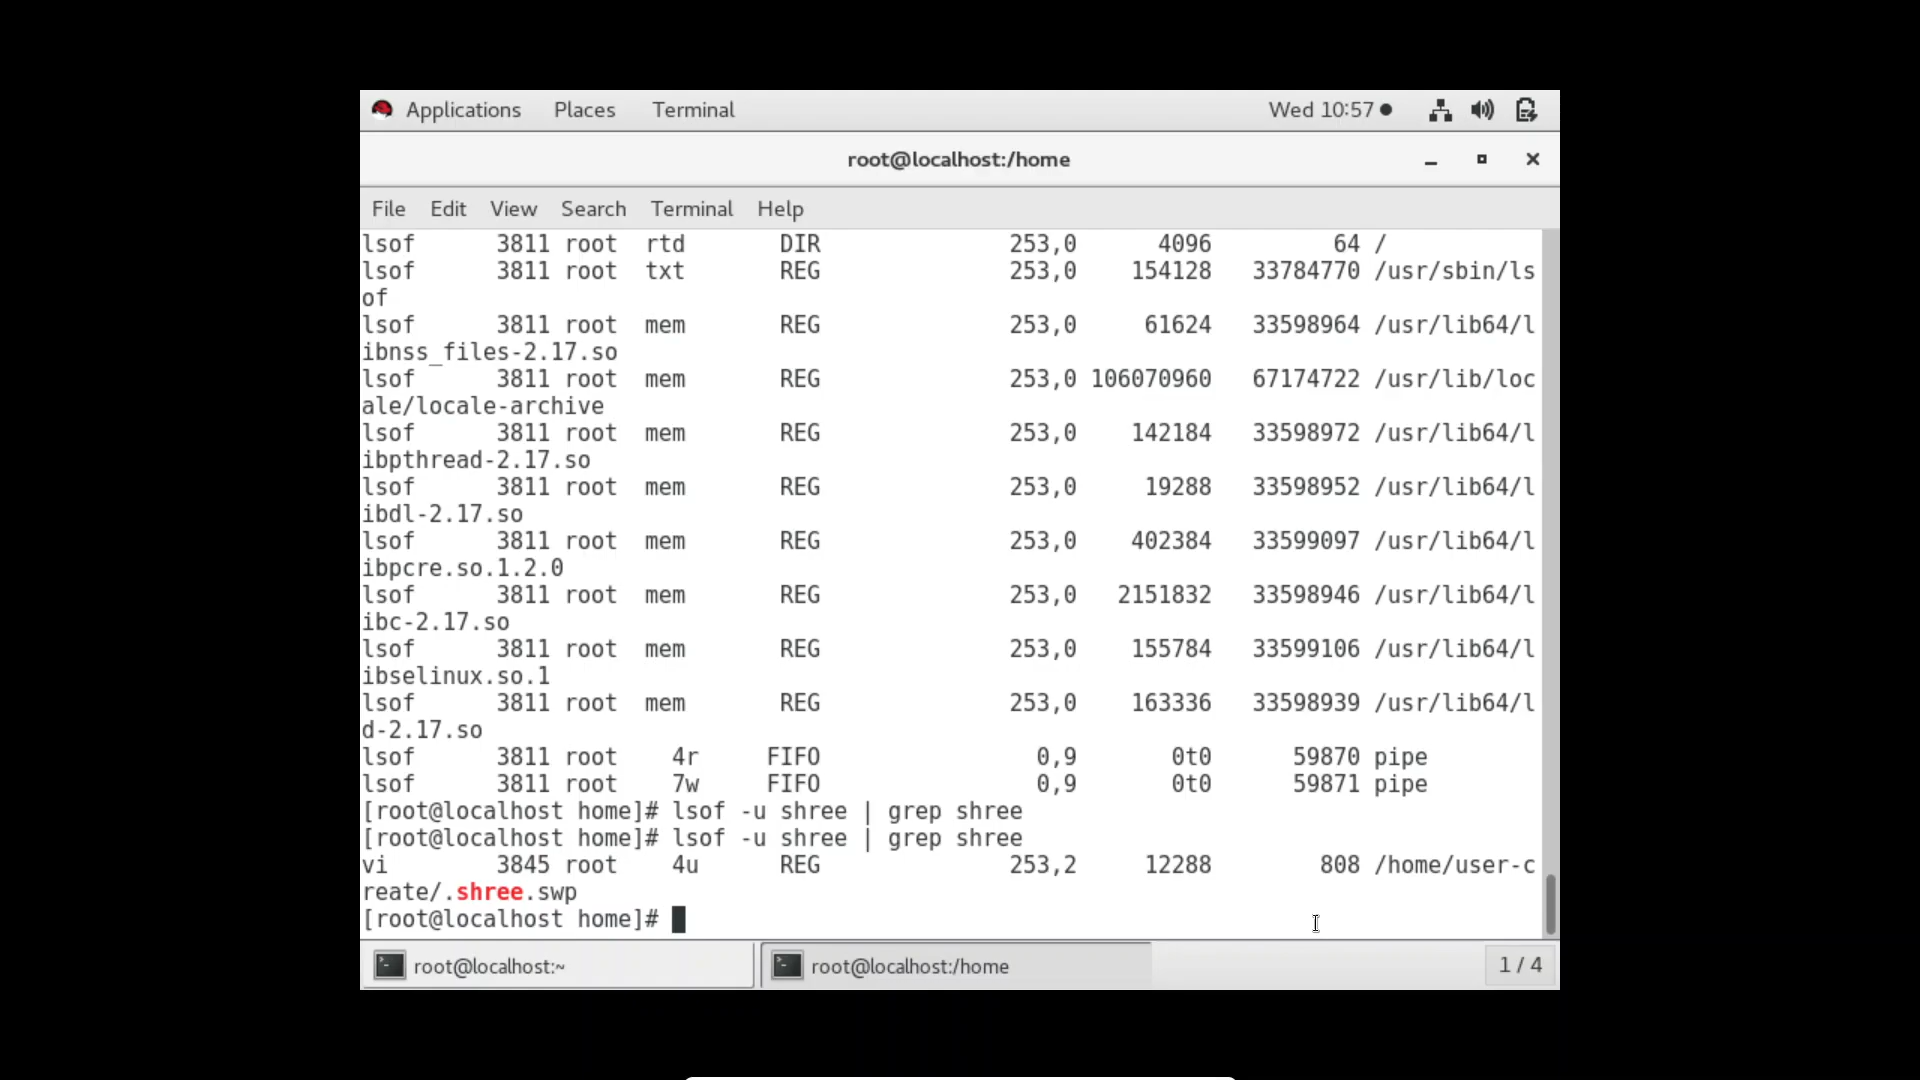 Applications Places Terminal Wed 10:57
root@localhost:/home
File Edit View Search Terminal Help
lsof 3811 root rtd DIR 253,0 4096 64 /
lsof 3811 root txt REG 253,0 154128 33784770 /usr/sbin/ls
of
lsof 3811 root mem REG 253,0 61624 33598964 /usr/lib64/l
ibnss_files-2.17.so
lsof 3811 root mem REG 253,0 106070960 67174722 /usr/lib/loc
ale/locale-archive
lsof 3811 root mem REG 253,0 142184 33598972 /usr/lib64/l
ibpthread-2.17.so
lsof 3811 root mem REG 253,0 19288 33598952 /usr/lib64/l
ibdl-2.17.so
lsof 3811 root mem REG 253,0 402384 33599097 /usr/lib64/l
ibpcre.so.1.2.0
lsof 3811 root mem REG 253,0 2151832 33598946 /usr/lib64/l
ibc-2.17.so
lsof 3811 root mem REG 253,0 155784 33599106 /usr/lib64/l
ibselinux.so.1
lsof 3811 root mem REG 253,0 163336 33598939 /usr/lib64/l
d-2.17.so
lsof 3811 root 4r FIFO 0,9 0t0 59870 pipe
lsof 3811 root 7w FIFO 0,9 0t0 59871 pipe
[root@localhost home]# lsof -u shree | grep shree
[root@localhost home]# lsof -u shree | grep shree
vi 3845 root 4u REG 253,2 12288 808 /home/user-c
reate/.shree.swp
[root@localhost home]#
root@localhost:~ root@localhost:/home 1 / 4